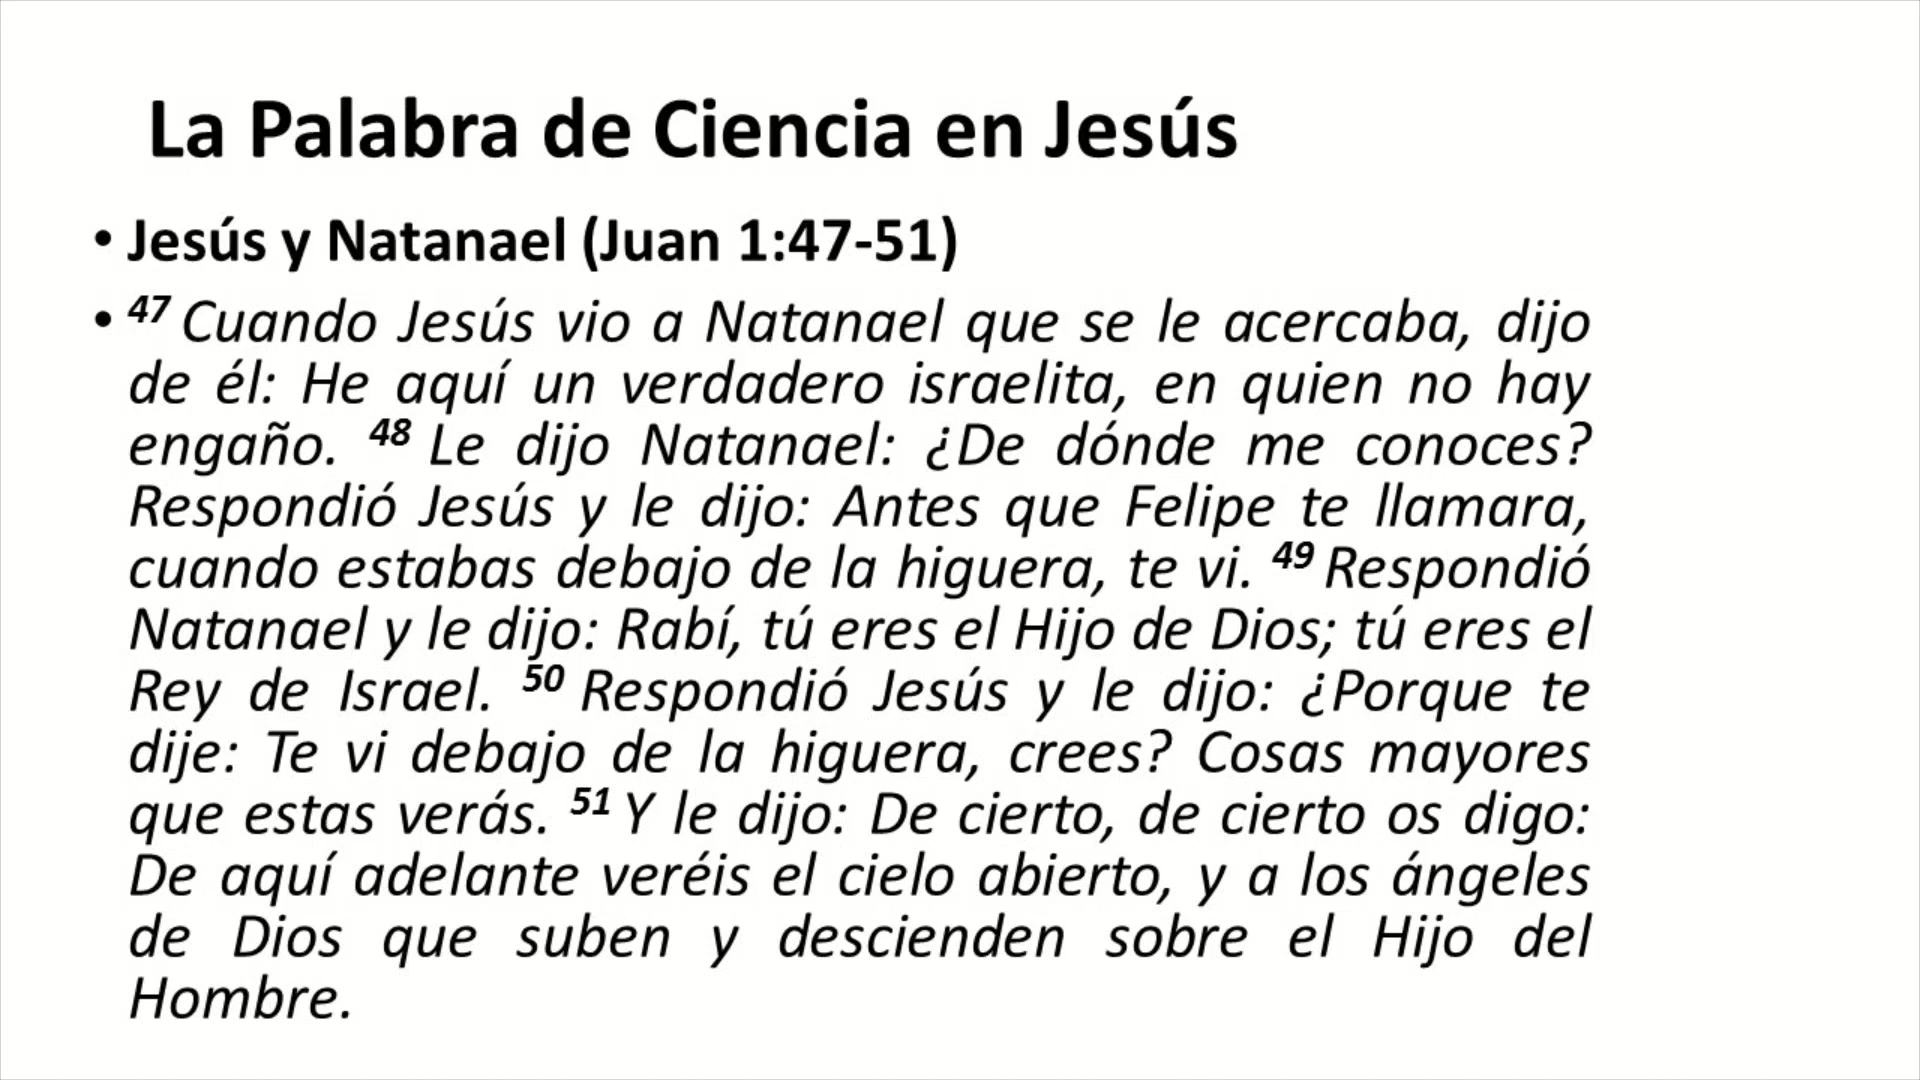 La Palabra de Ciencia en Jesús
• Jesús y Natanael (Juan 1:47-51)
• 47 Cuando Jesús vio a Natanael que se le acercaba, dijo
de él: He aquí un verdadero israelita, en quien no hay
engaño. 48 Le dijo Natanael: ¿De dónde me conoces?
Respondió Jesús y le dijo: Antes que Felipe te llamara,
cuando estabas debajo de la higuera, te vi. 49 Respondió
Natanael y le dijo: Rabí, tú eres el Hijo de Dios; tú eres el
Rey de Israel. 50 Respondió Jesús y le dijo: ¿Porque te
dije: Te vi debajo de la higuera, crees? Cosas mayores
que estas verás. 51 Y le dijo: De cierto, de cierto os digo:
De aquí adelante veréis el cielo abierto, y a los ángeles
de Dios que suben y descienden sobre el Hijo del
Hombre.